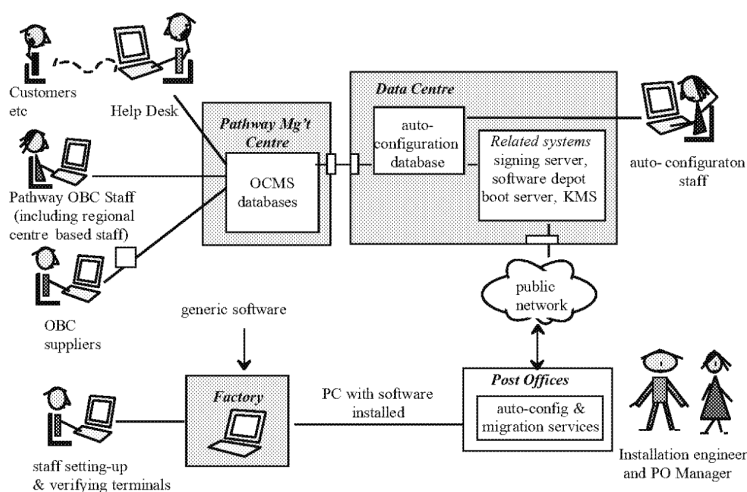 Customers
etc
Help Desk
Pathway Mg't
Centre
OCMS
databases
Data Centre
auto-
configuration
database
Related systems
signing server,
software depot
boot server, KMS
auto- configuraton
staff
Pathway OBC Staff
(including regional
centre based staff)
OBC
suppliers
public
network
generic software
Factory
PC with software
installed
Post Offices
auto-config &
migration services
staff setting-up
& verifying terminals
Installation engineer
and PO Manager